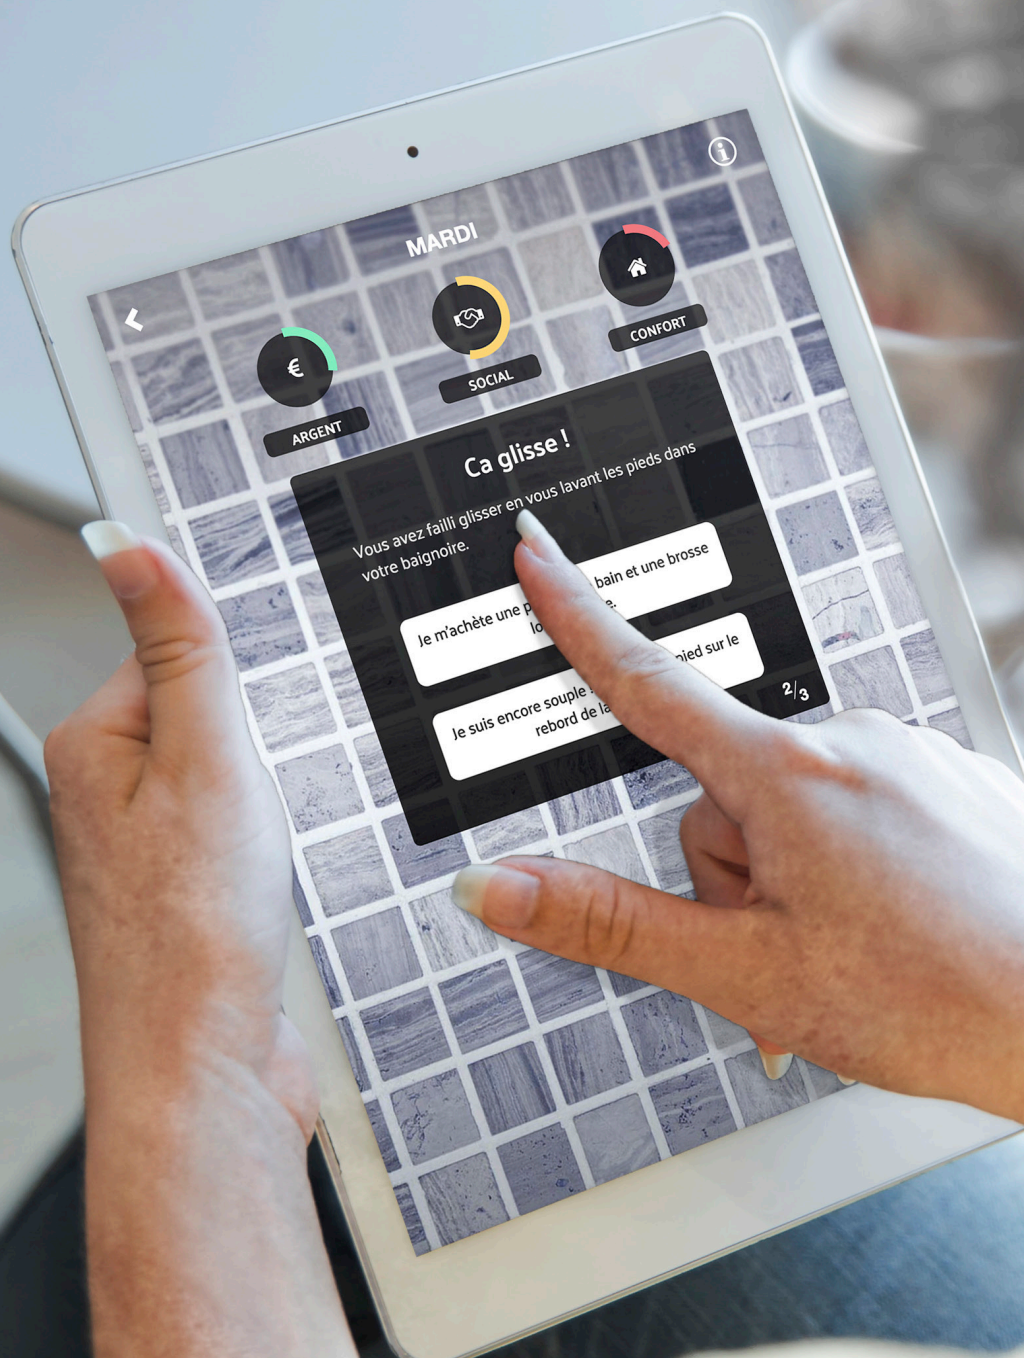 MARDI
€
ARGENT
SOCIAL
CONFORT
Ca glisse !
Vous avez failli glisser en vous lavant les pieds dans
votre baignoire.
Je m'achète une bain et une brosse
Je suis encore souple pied sur le
rebord de
2/3